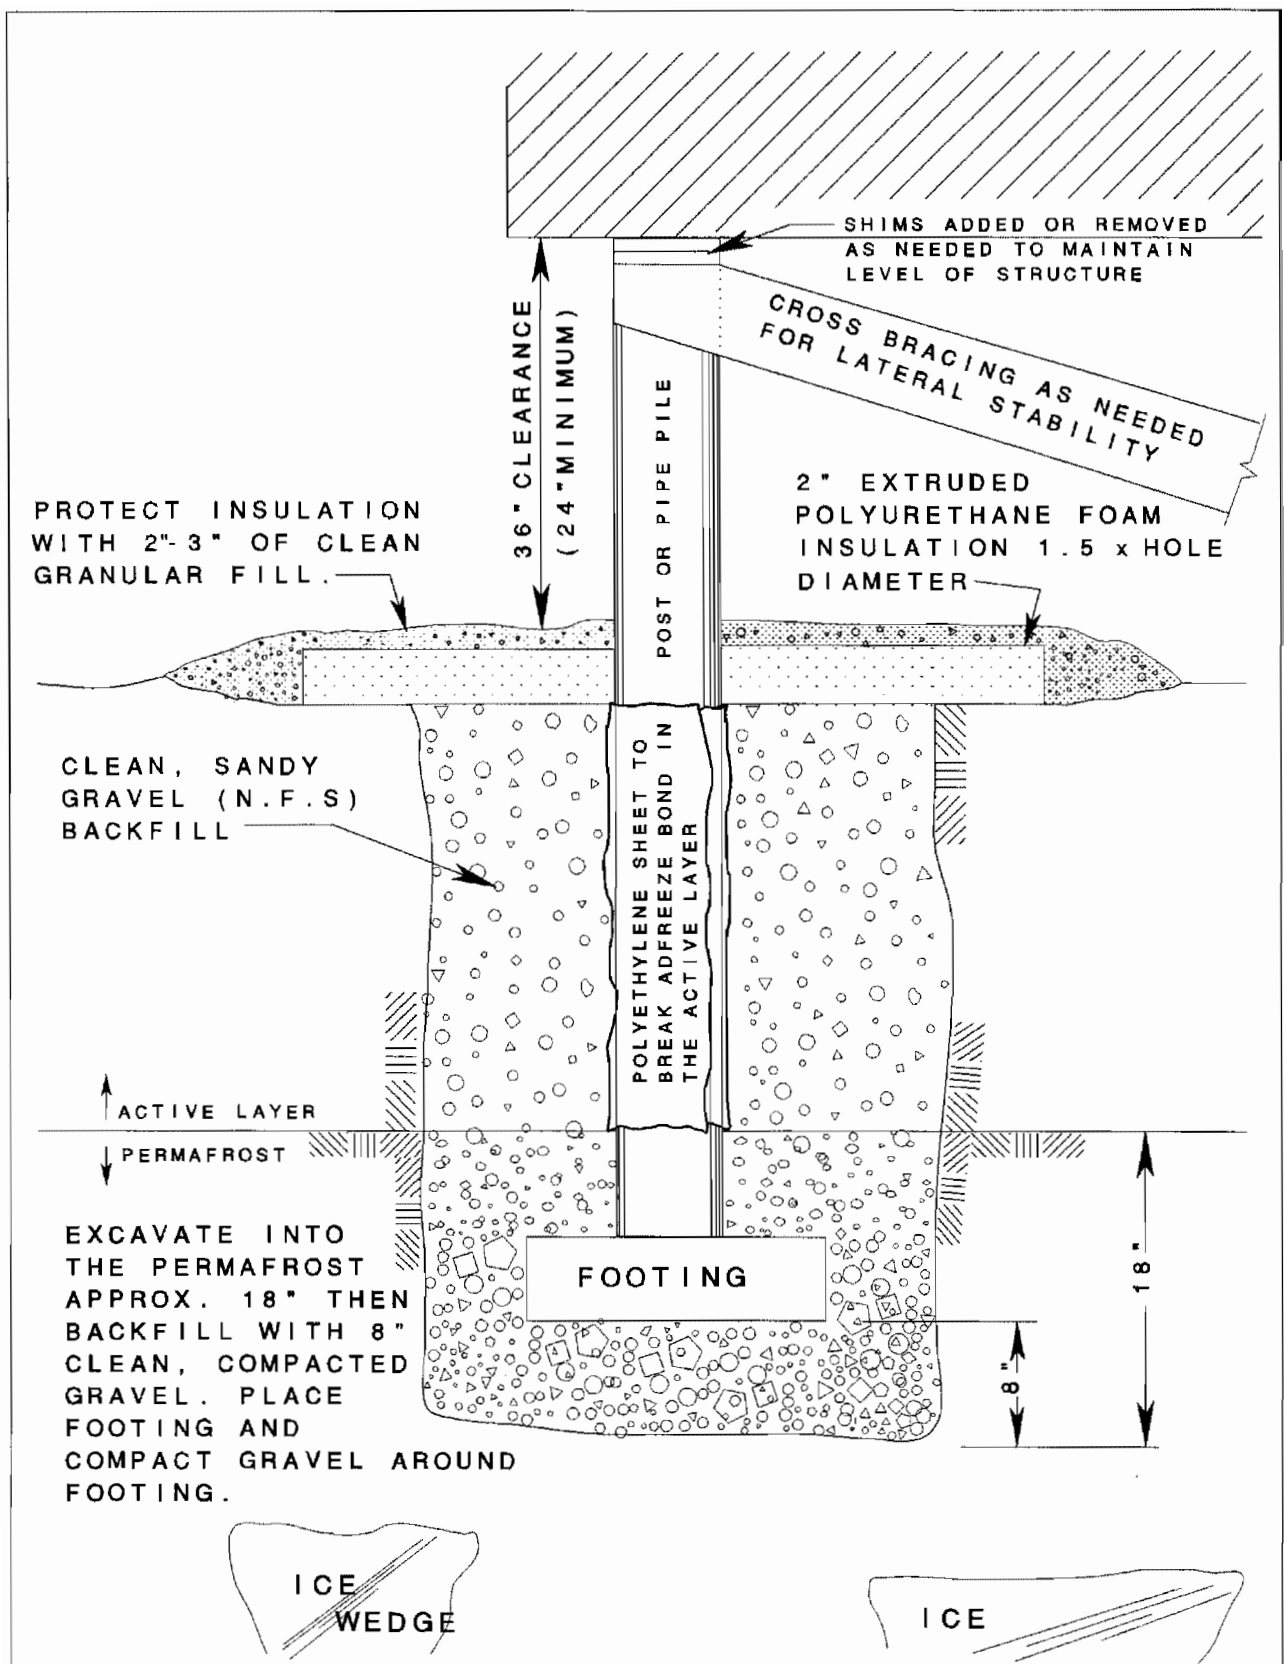 SHIMS ADDED OR REMOVED
AS NEEDED TO MAINTAIN
LEVEL OF STRUCTURE
CROSS BRACING AS NEEDED
FOR LATERAL STABILITY
36" CLEARANCE
(24"MINIMUM)
POST OR PIPE PILE
2" EXTRUDED
POLYURETHANE FOAM
INSULATION 1.5 x HOLE
DIAMETER
PROTECT INSULATION
WITH 2"-3" OF CLEAN
GRANULAR FILL.
CLEAN, SANDY
GRAVEL (N.F.S)
BACKFILL
POLYETHYLENE SHEET TO
BREAK ADFREEZE BOND IN
THE ACTIVE LAYER
ACTIVE LAYER
PERMAFROST
EXCAVATE INTO
THE PERMAFROST
APPROX. 18" THEN
BACKFILL WITH 8"
CLEAN, COMPACTED
GRAVEL. PLACE
FOOTING AND
COMPACT GRAVEL AROUND
FOOTING.
FOOTING
18"
8"
ICE
WEDGE
ICE